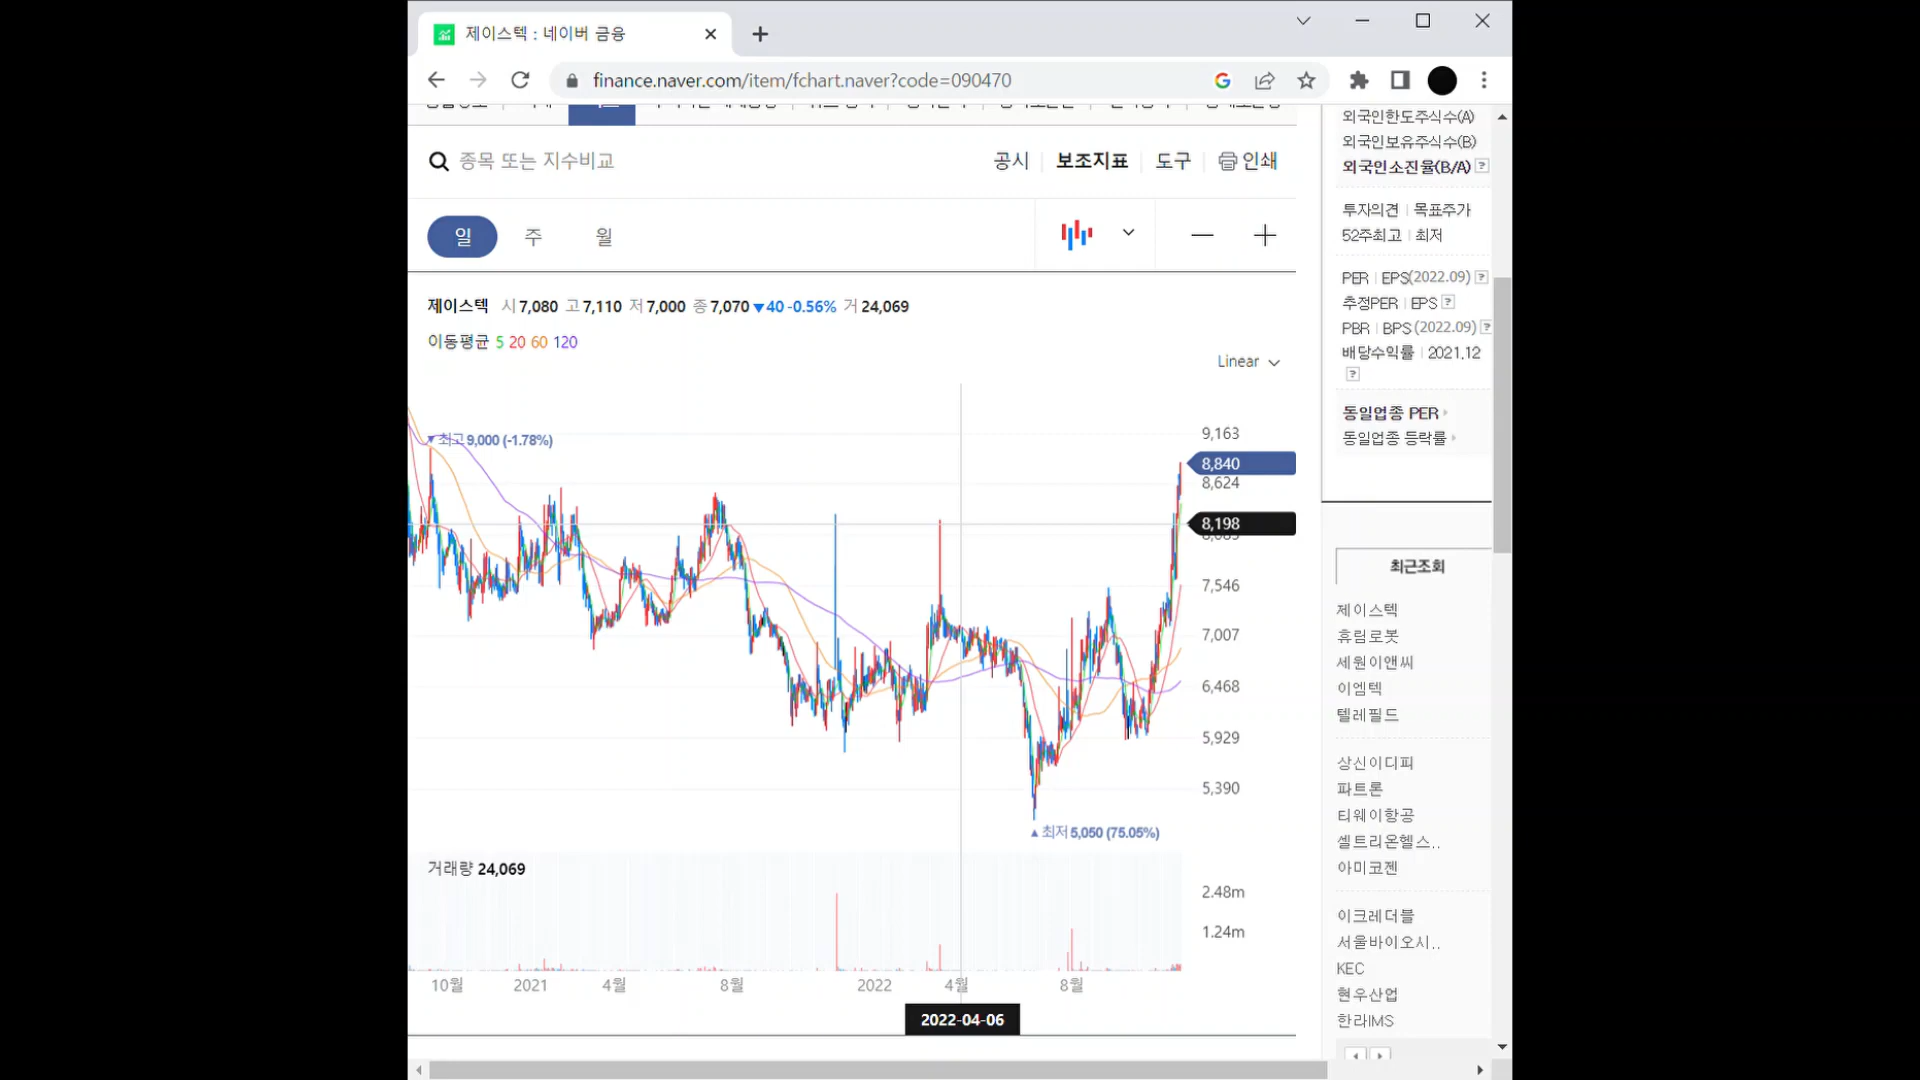 제이스텍 : 네이버 금융
finance.naver.com/item/fchart.naver?code=090470
종목 또는 지수비교
공시 보조지표 도구 인쇄
일 주 월
제이스텍 시 7,080 고 7,110 저 7,000 종 7,070 ▼40 -0.56% 거 24,069
이동평균 5 20 60 120
Linear
▼최고 9,000 (-1.78%)
9,163
8,840
8,624
8,198
7,546
7,007
6,468
5,929
5,390
▲최저 5,050 (75.05%)
거래량 24,069
2.48m
1.24m
10월 2021 4월 8월 2022 4월 8월
2022-04-06
외국인한도주식수(A)
외국인보유주식수(B)
외국인소진율(B/A) ?
투자의견 | 목표주가
52주최고 | 최저
PER | EPS(2022.09) ?
추정PER | EPS ?
PBR | BPS (2022.09) ?
배당수익률 | 2021.12
?
동일업종 PER
동일업종 등락률
최근조회
제이스텍
휴림로봇
세원이앤씨
이엠텍
텔레필드
상신이디피
파트론
티웨이항공
셀트리온헬스..
아미코젠
이크레더블
서울바이오시..
KEC
현우산업
한라IMS